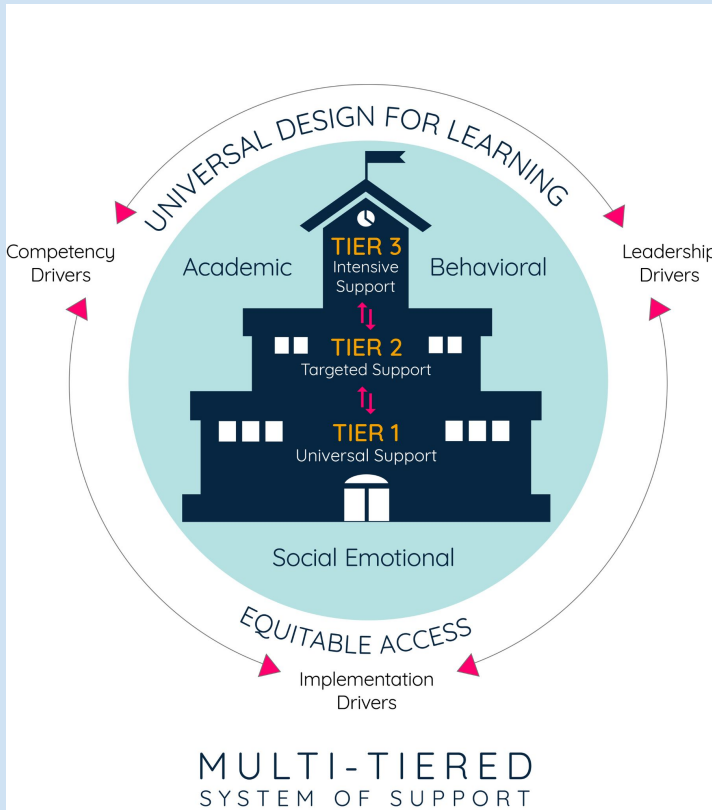 UNIVERSAL DESIGN FOR LEARNING
Competency
Drivers
Leadership
Drivers
Academic
Behavioral
TIER 3
Intensive
Support
TIER 2
Targeted Support
TIER 1
Universal Support
Social Emotional
EQUITABLE ACCESS
Implementation
Drivers
MULTI-TIERED
SYSTEM OF SUPPORT